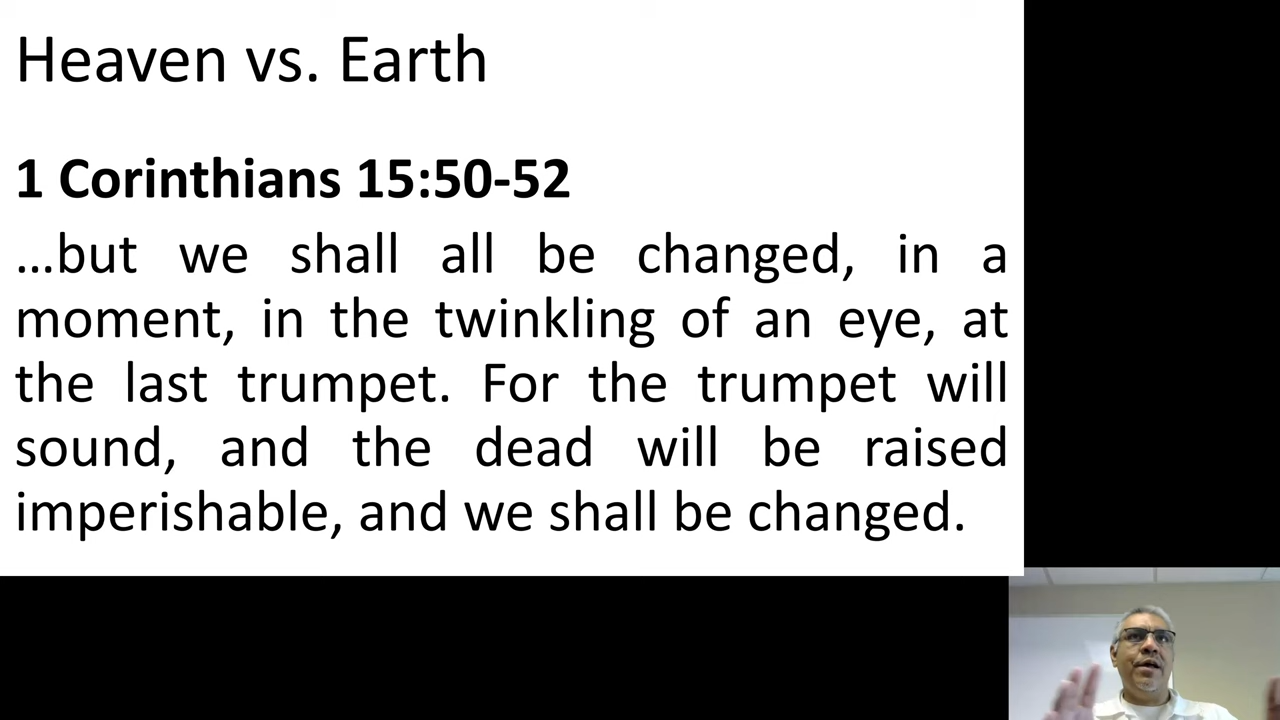 Heaven vs. Earth
1 Corinthians 15:50-52
…but we shall all be changed, in a
moment, in the twinkling of an eye, at
the last trumpet. For the trumpet will
sound, and the dead will be raised
imperishable, and we shall be changed.